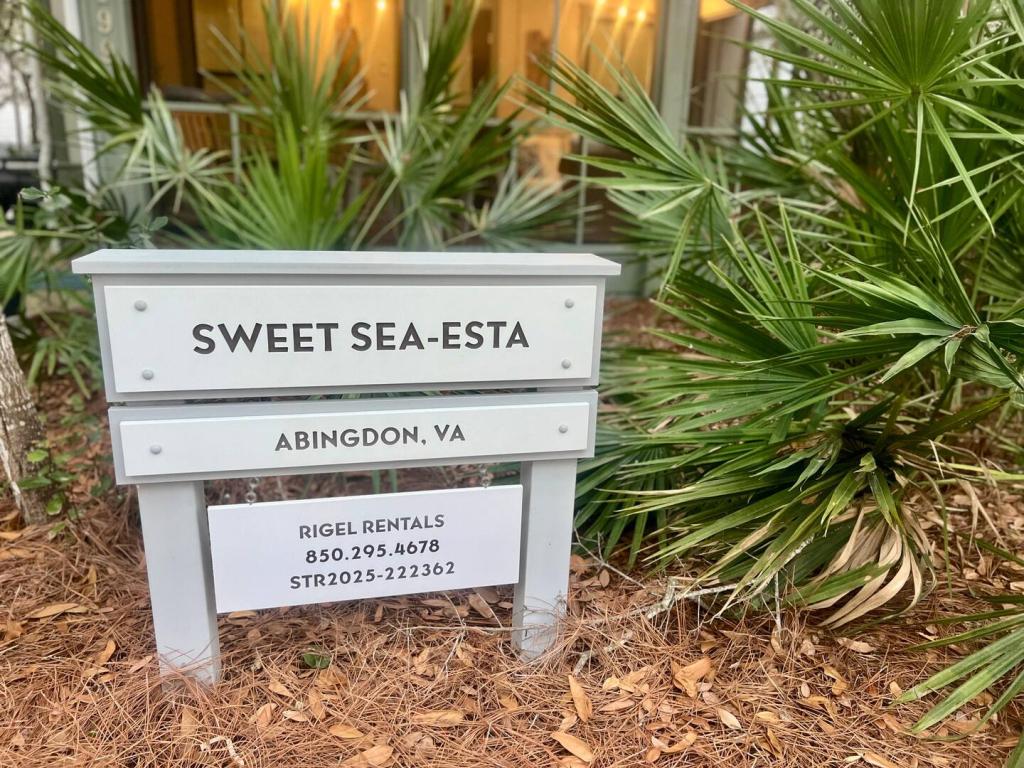 SWEET SEA-ESTA
ABINGDON, VA
RIGEL RENTALS
850.295.4678
STR2025-222362